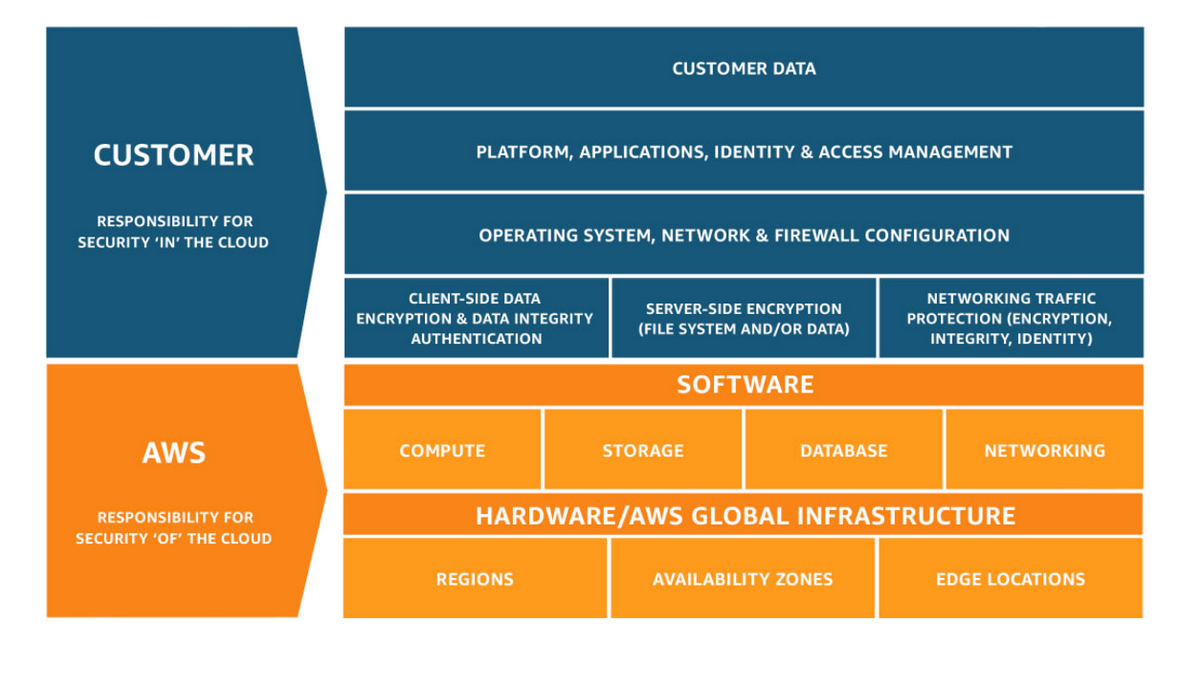 CUSTOMER
RESPONSIBILITY FOR
SECURITY ‘IN’ THE CLOUD
CUSTOMER DATA
PLATFORM, APPLICATIONS, IDENTITY & ACCESS MANAGEMENT
OPERATING SYSTEM, NETWORK & FIREWALL CONFIGURATION
CLIENT-SIDE DATA
ENCRYPTION & DATA INTEGRITY
AUTHENTICATION
SERVER-SIDE ENCRYPTION
(FILE SYSTEM AND/OR DATA)
NETWORKING TRAFFIC
PROTECTION (ENCRYPTION,
INTEGRITY, IDENTITY)
AWS
RESPONSIBILITY FOR
SECURITY ‘OF’ THE CLOUD
SOFTWARE
COMPUTE
STORAGE
DATABASE
NETWORKING
HARDWARE/AWS GLOBAL INFRASTRUCTURE
REGIONS
AVAILABILITY ZONES
EDGE LOCATIONS